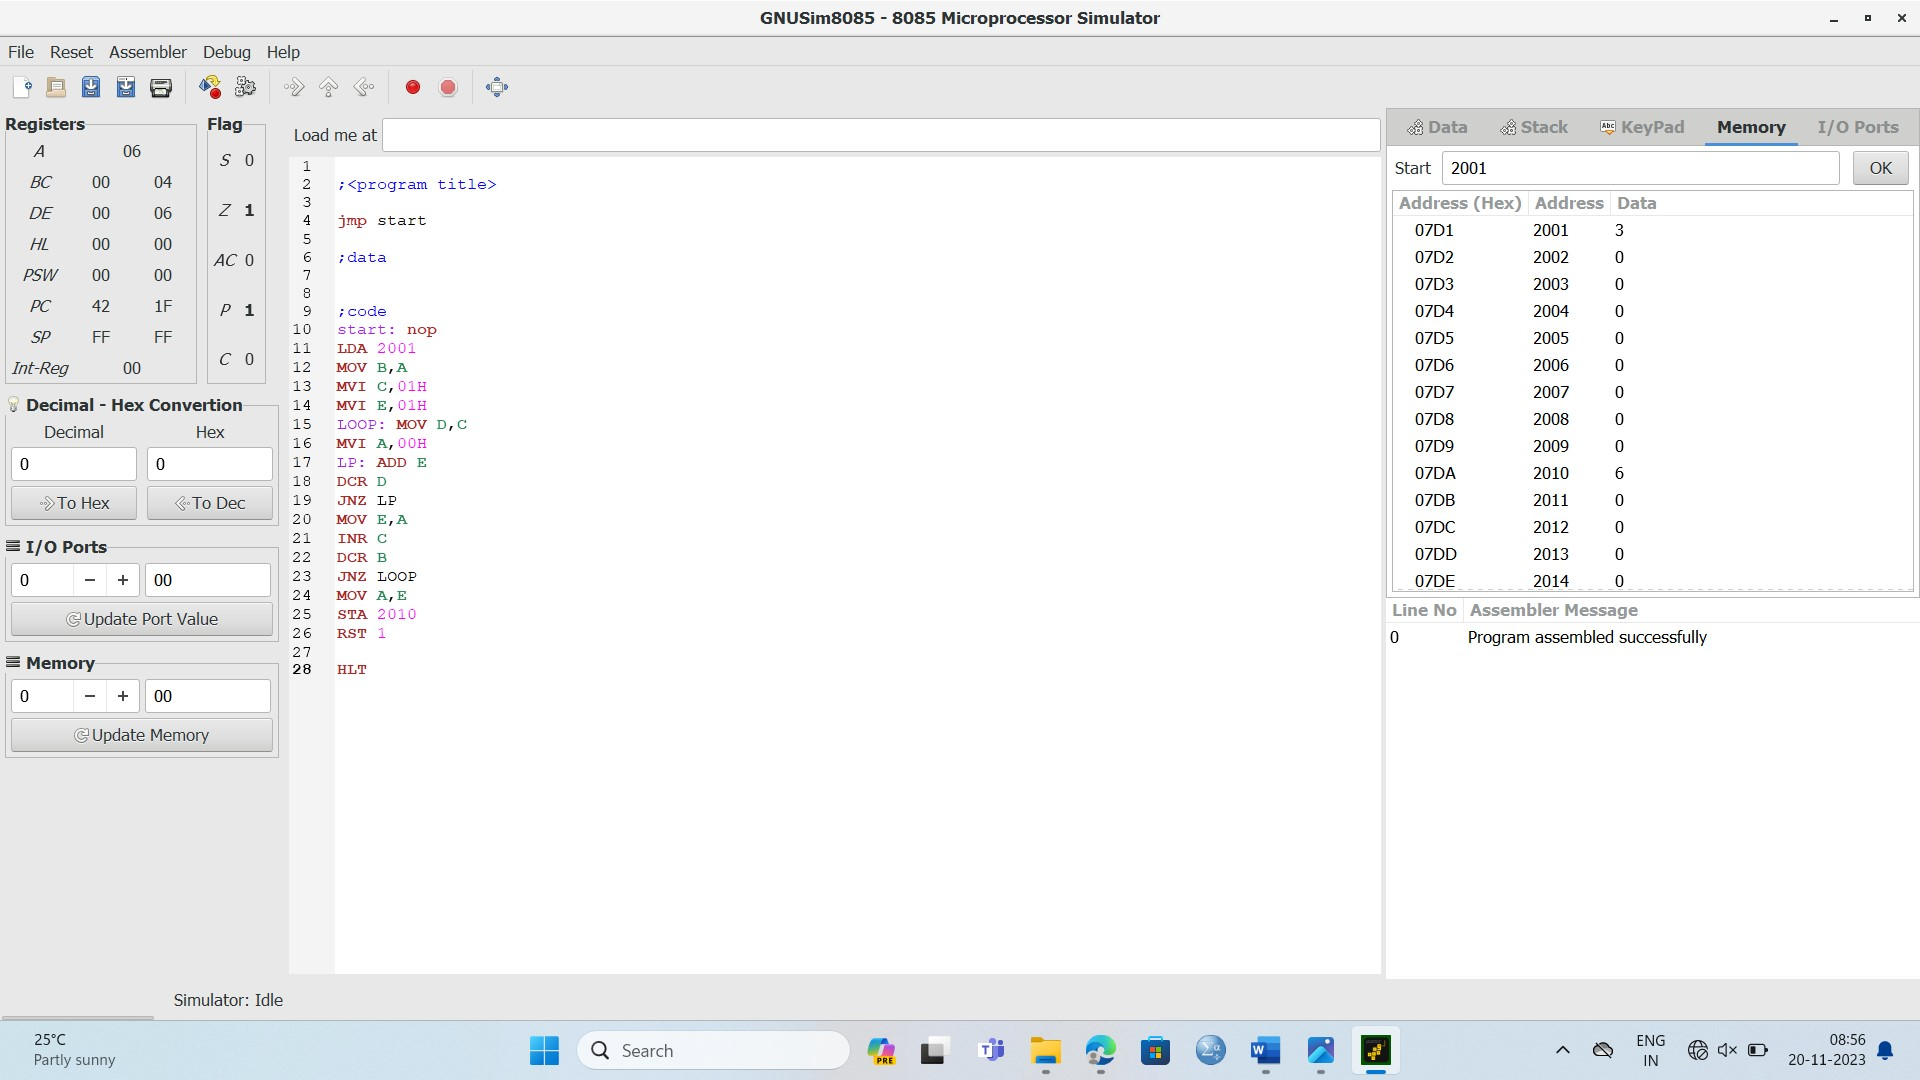 GNUSim8085 - 8085 Microprocessor Simulator
File Reset Assembler Debug Help
Registers
A 06
BC 00 04
DE 00 06
HL 00 00
PSW 00 00
PC 42 1F
SP FF FF
Int-Reg 00
Flag
S 0
Z 1
AC 0
P 1
C 0
Decimal - Hex Convertion
Decimal Hex
0 0
To Hex To Dec
I/O Ports
0 − + 00
Update Port Value
Memory
0 − + 00
Update Memory
Load me at
1
2 ;<program title>
3
4 jmp start
5
6 ;data
7
8
9 ;code
10 start: nop
11 LDA 2001
12 MOV B,A
13 MVI C,01H
14 MVI E,01H
15 LOOP: MOV D,C
16 MVI A,00H
17 LP: ADD E
18 DCR D
19 JNZ LP
20 MOV E,A
21 INR C
22 DCR B
23 JNZ LOOP
24 MOV A,E
25 STA 2010
26 RST 1
27
28 HLT
Data Stack Abc KeyPad Memory I/O Ports
Start 2001 OK
Address (Hex) Address Data
07D1 2001 3
07D2 2002 0
07D3 2003 0
07D4 2004 0
07D5 2005 0
07D6 2006 0
07D7 2007 0
07D8 2008 0
07D9 2009 0
07DA 2010 6
07DB 2011 0
07DC 2012 0
07DD 2013 0
07DE 2014 0
Line No Assembler Message
0 Program assembled successfully
Simulator: Idle
25°C
Partly sunny
Search
PRE
ENG
IN
08:56
20-11-2023